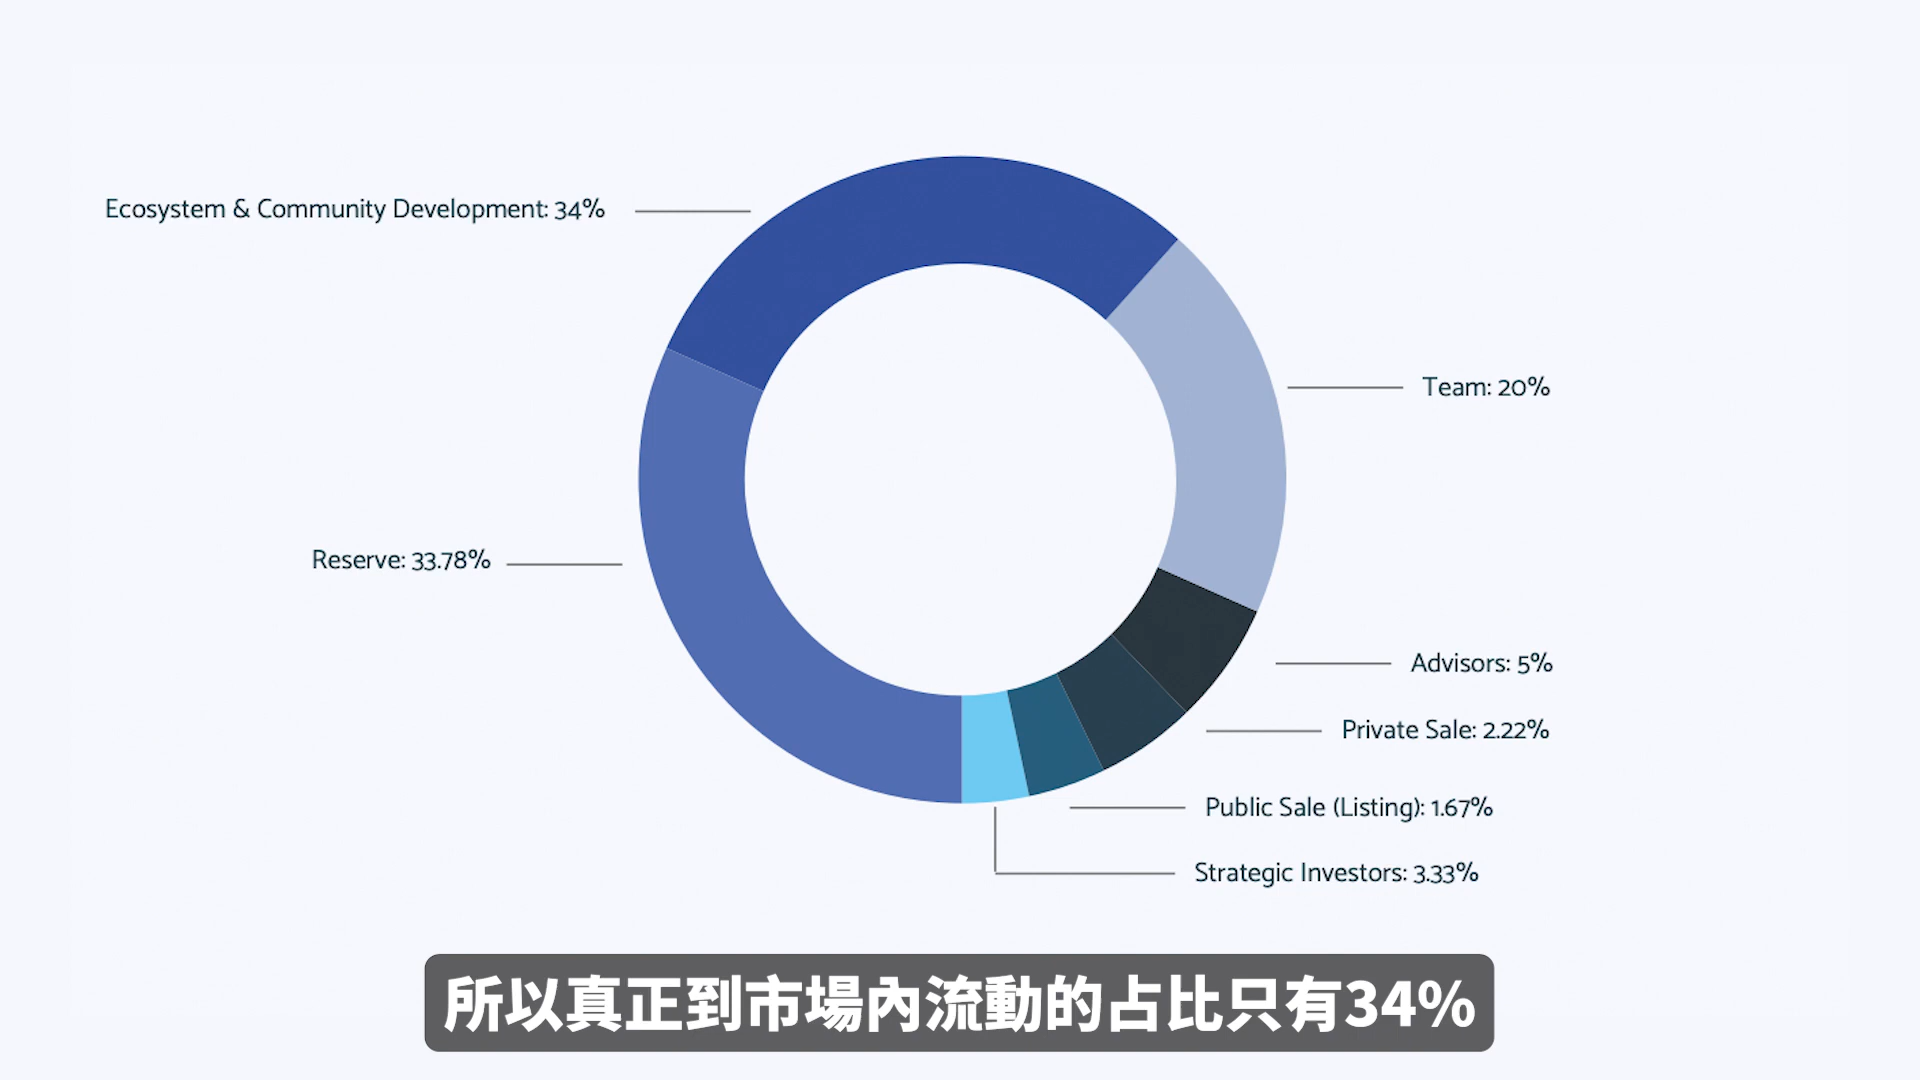 Ecosystem & Community Development: 34%
Team: 20%
Reserve: 33.78%
Advisors: 5%
Private Sale: 2.22%
Public Sale (Listing): 1.67%
Strategic Investors: 3.33%
所以真正到市場內流動的占比只有34%